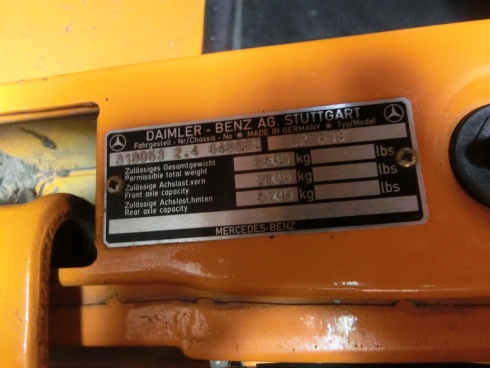 DAIMLER - BENZ AG. STUTTGART
Fahrgestell - Nr/Chassis - No * MADE IN GERMANY * Typ/Model
2.4
Zulässiges Gesamtgewicht kg lbs
Permissible total weight
Zulässige Achslast.vorn kg lbs
Front axle capacity
Zulässige Achslast.hinten kg lbs
Rear axle capacity
MERCEDES-BENZ